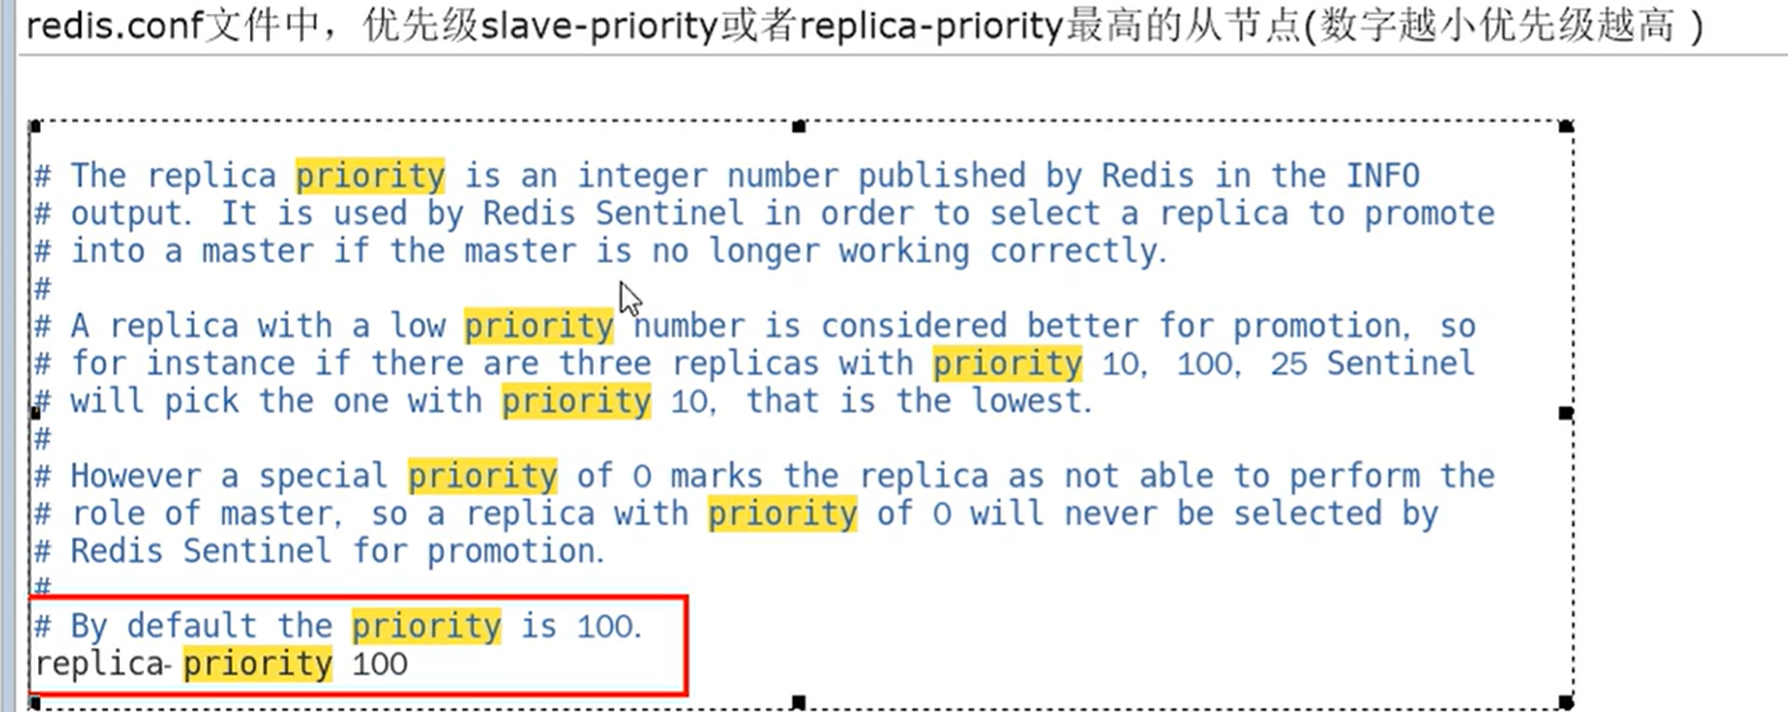 redis.conf文件中，优先级slave-priority或者replica-priority最高的从节点(数字越小优先级越高 )
# The replica priority is an integer number published by Redis in the INFO
# output. It is used by Redis Sentinel in order to select a replica to promote
# into a master if the master is no longer working correctly.
#
# A replica with a low priority number is considered better for promotion, so
# for instance if there are three replicas with priority 10, 100, 25 Sentinel
# will pick the one with priority 10, that is the lowest.
#
# However a special priority of 0 marks the replica as not able to perform the
# role of master, so a replica with priority of 0 will never be selected by
# Redis Sentinel for promotion.
#
# By default the priority is 100.
replica-priority 100